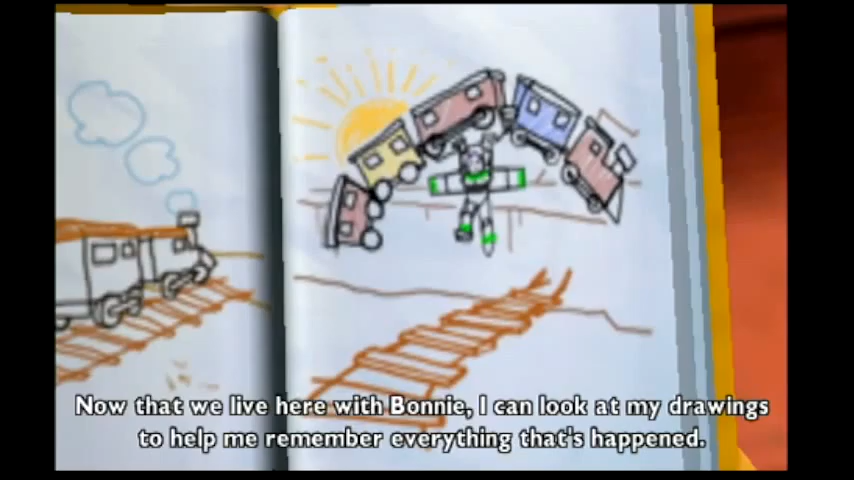 Now that we live here with Bonnie, I can look at my drawings
to help me remember everything that's happened.